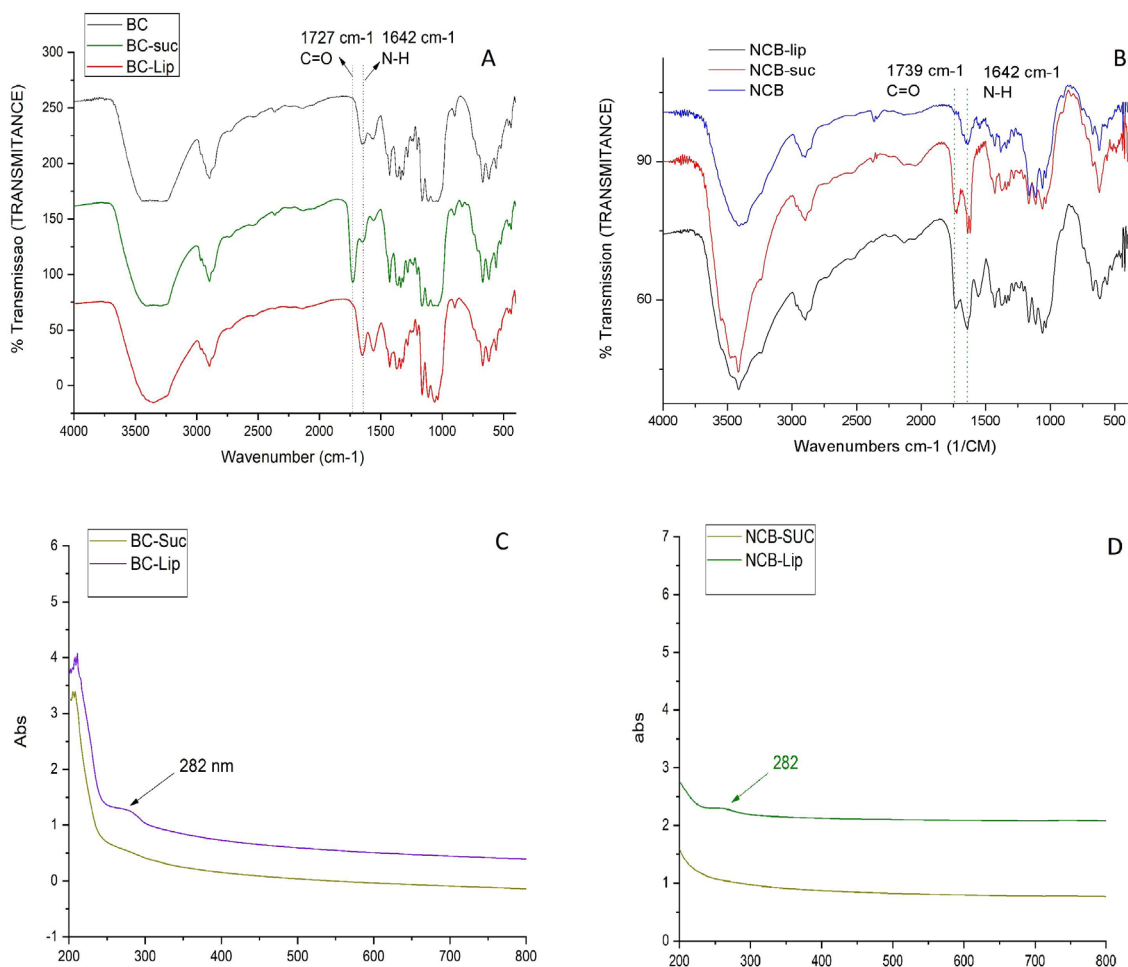 BC
BC-suc
BC-Lip
1727 cm-1
1642 cm-1
C=O
N-H
A
300
250
200
150
100
50
0
% Transmissao (TRANSMITANCE)
4000
3500
3000
2500
2000
1500
1000
500
Wavenumber (cm-1)
NCB-lip
NCB-suc
NCB
1739 cm-1
1642 cm-1
C=O
N-H
B
90
60
% Transmission (TRANSMITANCE)
4000
3500
3000
2500
2000
1500
1000
500
Wavenumbers cm-1 (1/CM)
BC-Suc
BC-Lip
C
282 nm
6
5
4
3
2
1
0
-1
Abs
200
300
400
500
600
700
800
NCB-SUC
NCB-Lip
D
282
7
6
5
4
3
2
1
0
abs
200
300
400
500
600
700
800